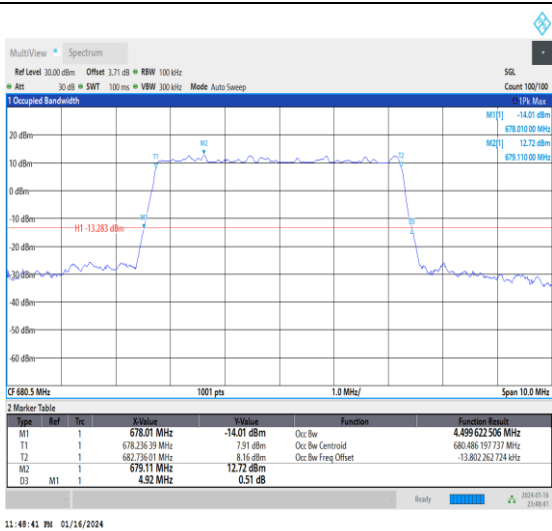 MultiView Spectrum
Ref Level 30.00 dBm Offset 3.71 dB RBW 100 kHz SGL
Att 30 dB SWT 100 ms VBW 300 kHz Mode Auto Sweep Count 100/100
1 Occupied Bandwidth 1Pk Max
M1[1] -14.01 dBm
678.01000 MHz
M2[1] 12.72 dBm
679.11000 MHz
20 dBm
M2
T1
T2
10 dBm
0 dBm
-10 dBm
M1
D3
H1 -13.283 dBm
-20 dBm
-30 dBm
-40 dBm
-50 dBm
-60 dBm
CF 680.5 MHz 1001 pts 1.0 MHz/ Span 10.0 MHz
2 Marker Table
Type Ref Trc X-Value Y-Value Function Function Result
M1 1 678.01 MHz -14.01 dBm Occ Bw 4.499 622 506 MHz
T1 1 678.236 39 MHz 7.91 dBm Occ Bw Centroid 680.486 197 737 MHz
T2 1 682.736 01 MHz 8.16 dBm Occ Bw Freq Offset -13.802 262 724 kHz
M2 1 679.11 MHz 12.72 dBm
D3 M1 1 4.92 MHz 0.51 dB
Ready 2024-01-16
23:48:41
11:48:41 PM 01/16/2024